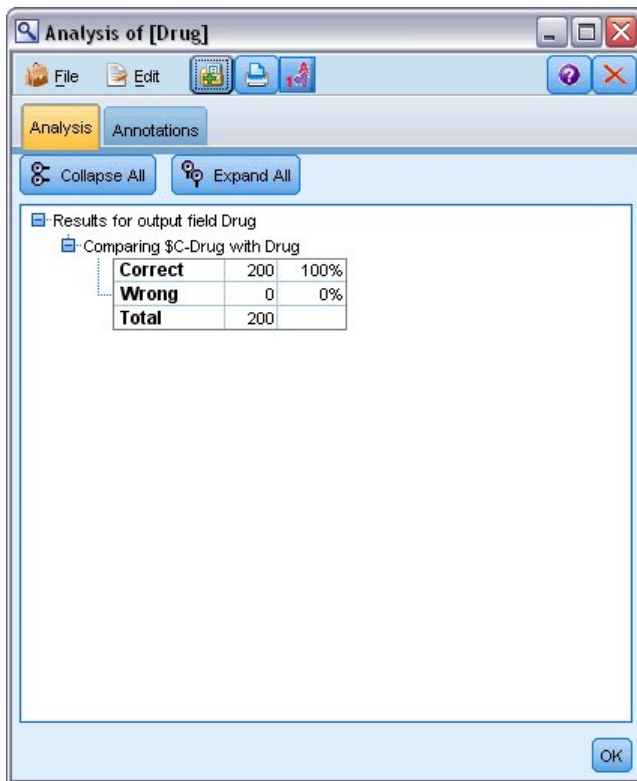 Analysis of [Drug]
File Edit
Analysis Annotations
Collapse All Expand All
Results for output field Drug
Comparing $C-Drug with Drug
Correct 200 100%
Wrong 0 0%
Total 200
OK